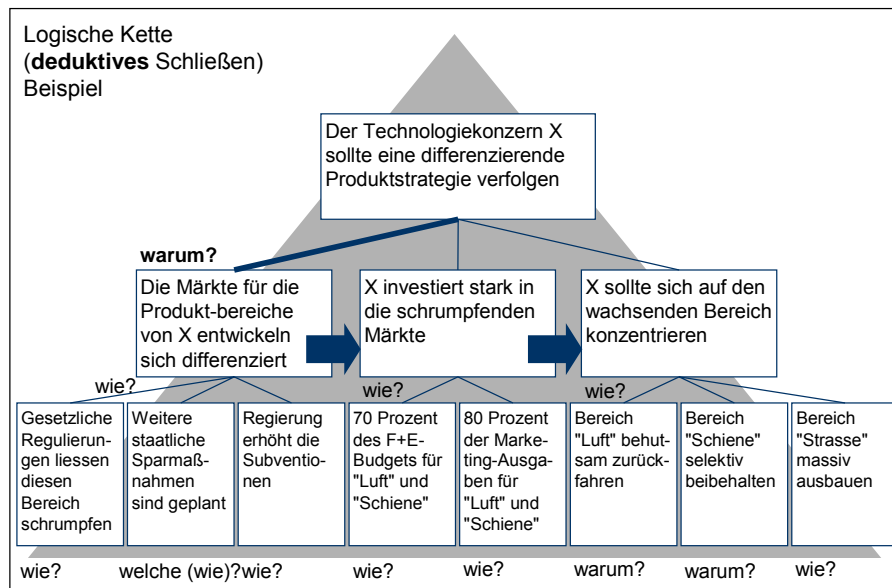 Logische Kette
(deduktives Schließen)
Beispiel
Der Technologiekonzern X
sollte eine differenzierende
Produktstrategie verfolgen
warum?
Die Märkte für die
Produkt-bereiche
von X entwickeln
sich differenziert
X investiert stark in
die schrumpfenden
Märkte
X sollte sich auf den
wachsenden Bereich
konzentrieren
wie?
wie?
wie?
Gesetzliche
Regulierun-
gen liessen
diesen
Bereich
schrumpfen
Weitere
staatliche
Sparmaß-
nahmen
sind geplant
Regierung
erhöht die
Subventio-
nen
70 Prozent
des F+E-
Budgets für
"Luft" und
"Schiene"
80 Prozent
der Marke-
ting-Ausga-
ben für
"Luft" und
"Schiene"
Bereich
"Luft" behut-
sam zurück-
fahren
Bereich
"Schiene"
selektiv
beibehalten
Bereich
"Strasse"
massiv
ausbauen
wie?
welche (wie)?
wie?
wie?
wie?
warum?
warum?
wie?